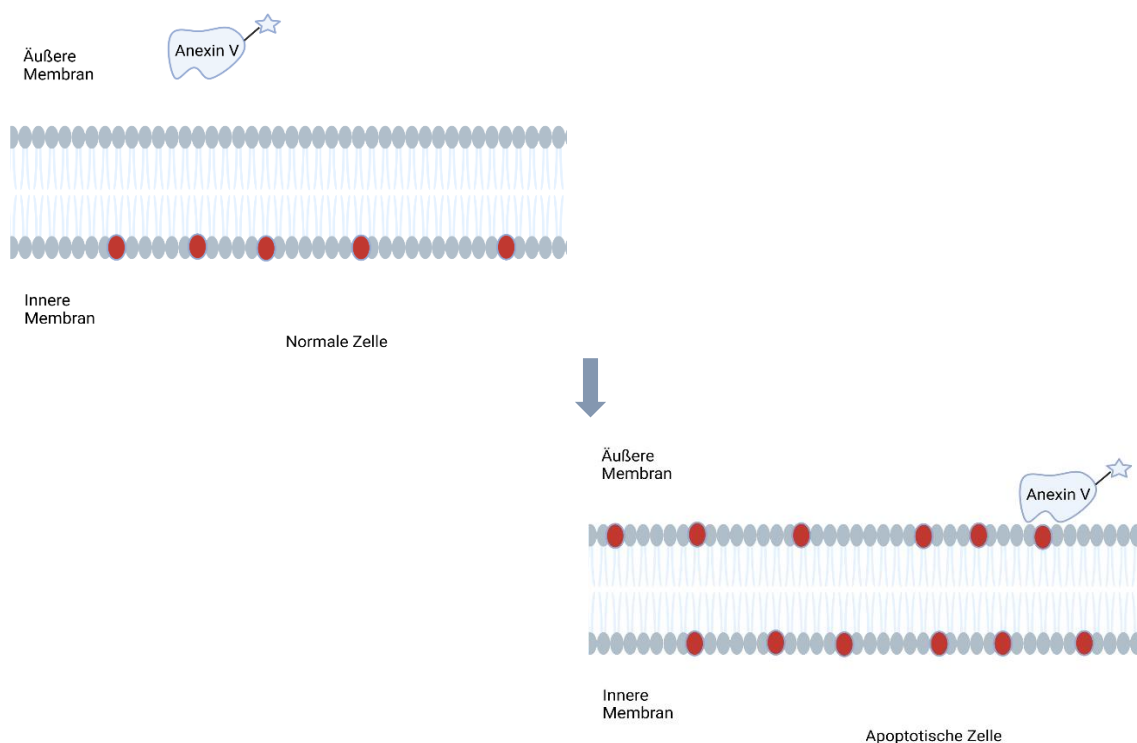 Äußere
Membran
Anexin V
Innere
Membran
Normale Zelle
Äußere
Membran
Anexin V
Innere
Membran
Apoptotische Zelle